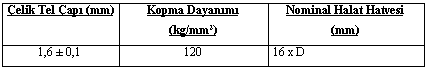 Çelik Tel Çapı (mm) Kopma Dayanımı Nominal Halat Hatvesi
(kg/mm²) (mm)
1,6 ± 0,1 120 16 x D